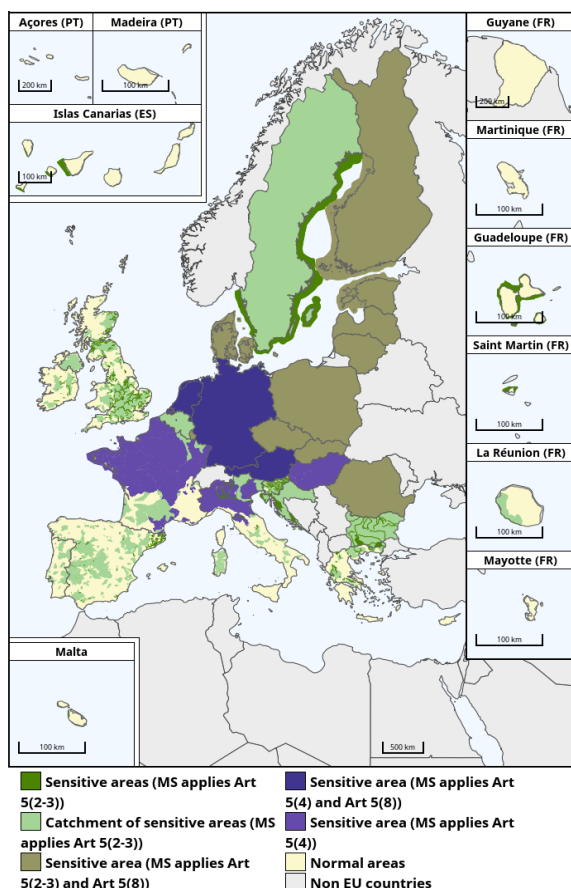 Açores (PT)
Madeira (PT)
200 km
100 km
Islas Canarias (ES)
100 km
100 km
Guyane (FR)
200 km
Martinique (FR)
100 km
Guadeloupe (FR)
100 km
Saint Martin (FR)
100 km
La Réunion (FR)
100 km
Mayotte (FR)
100 km
Malta
100 km
500 km
Sensitive areas (MS applies Art
5(2-3))
Catchment of sensitive areas (MS
applies Art 5(2-3))
Sensitive area (MS applies Art
5(2-3) and Art 5(8))
Sensitive area (MS applies Art
5(4) and Art 5(8))
Sensitive area (MS applies Art
5(4))
Normal areas
Non EU countries